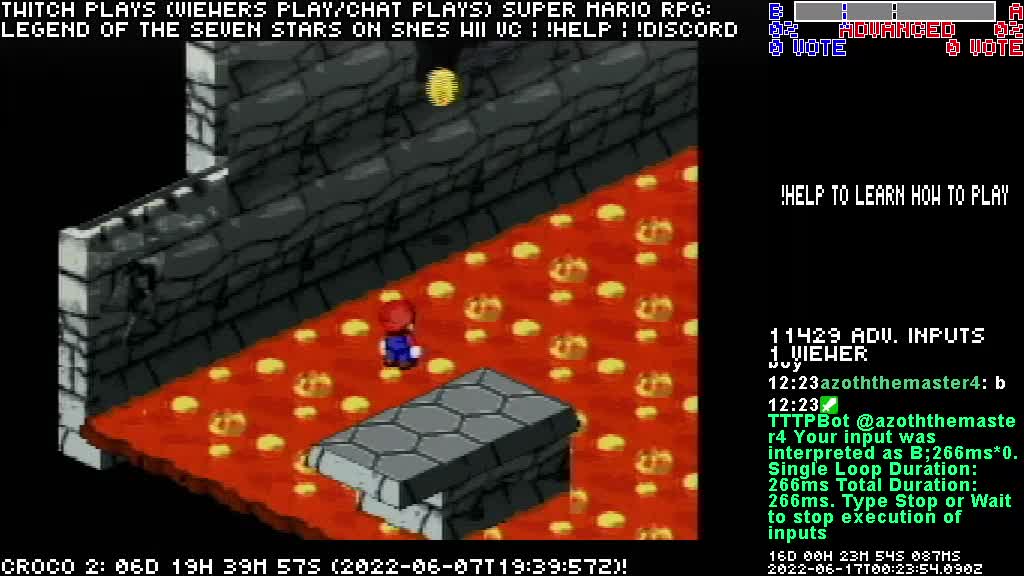 TWITCH PLAYS (VIEWERS PLAY/CHAT PLAYS) SUPER MARIO RPG:
LEGEND OF THE SEVEN STARS ON SNES WII VC ¦ !HELP ¦ !DISCORD
B A
0% ADVANCED 0%
0 VOTE 0 VOTE
!HELP TO LEARN HOW TO PLAY
11429 ADV. INPUTS
1 VIEWER
12:23azoththemaster4: b
12:23
TTTPBot @azoththemaste
r4 Your input was
interpreted as B;266ms*0.
Single Loop Duration:
266ms Total Duration:
266ms. Type Stop or Wait
to stop execution of
inputs
16D 00H 23M 54S 087MS
2022-06-17T00:23:54.090Z
CROCO 2: 06D 19H 39M 57S (2022-06-07T19:39:57Z)!